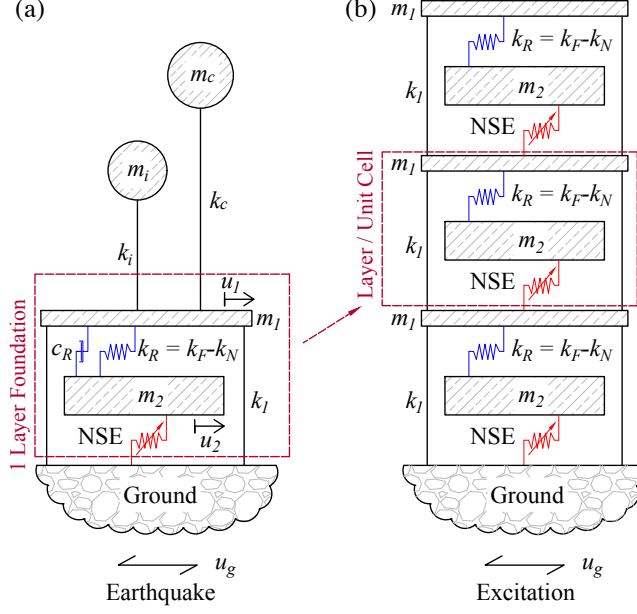 (a)
m_c
m_i
k_c
k_i
u_1
m_1
c_R
k_R = k_F-k_N
m_2
k_1
NSE
u_2
1 Layer Foundation
Ground
u_g
Earthquake
(b)
m_1
k_R = k_F-k_N
k_1
m_2
NSE
Layer / Unit Cell
m_1
k_R = k_F-k_N
k_1
m_2
NSE
m_1
k_R = k_F-k_N
k_1
m_2
NSE
Ground
u_g
Excitation